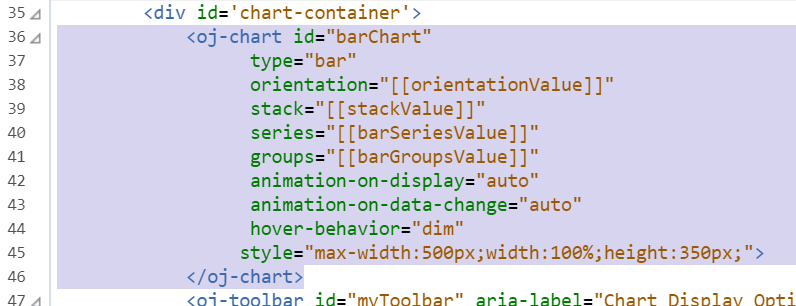 35 <div id='chart-container'>
36 <oj-chart id="barChart"
37 type="bar"
38 orientation="[[orientationValue]]"
39 stack="[[stackValue]]"
40 series="[[barSeriesValue]]"
41 groups="[[barGroupsValue]]"
42 animation-on-display="auto"
43 animation-on-data-change="auto"
44 hover-behavior="dim"
45 style="max-width:500px;width:100%;height:350px;">
46 </oj-chart>
47 <oj-toolbar id="myToolbar" aria-label="Chart Display Opti